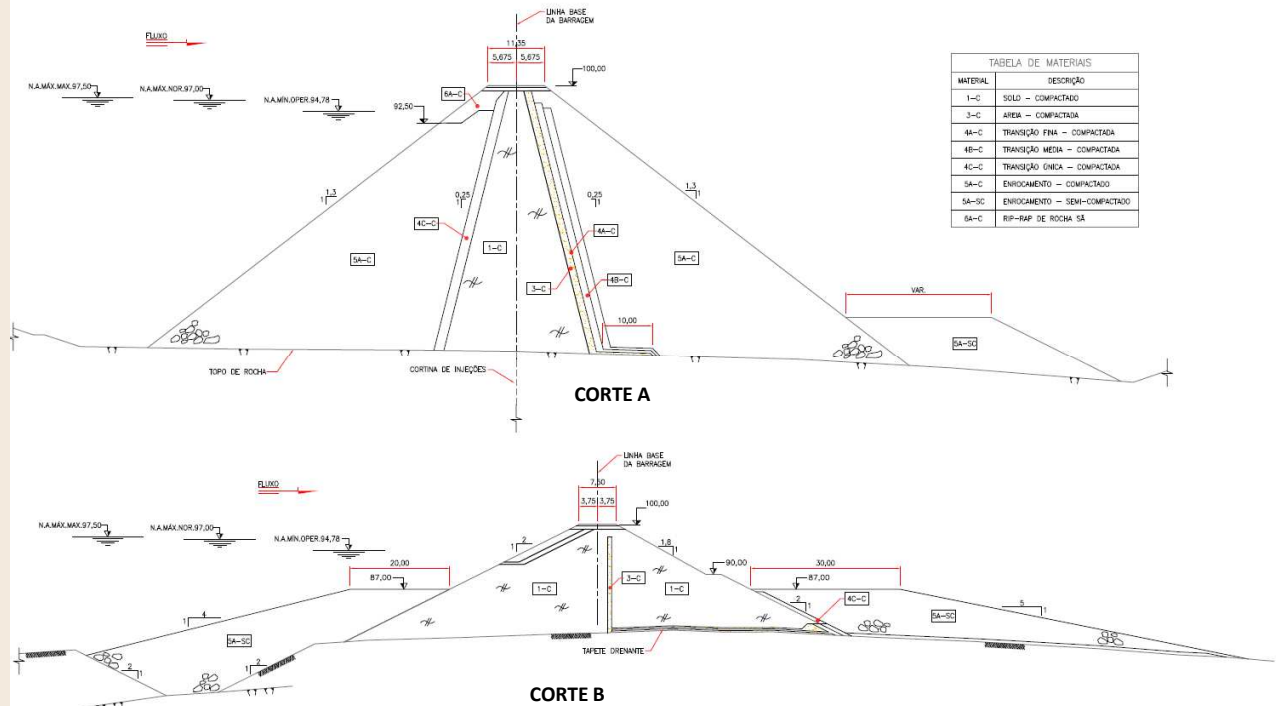 LINHA BASE
DA BARRAGEM
FLUXO
11,35
5,675 5,675
100,00
N.A.MÁX.MAX.97,50
N.A.MÁX.NOR.97,00
N.A.MÍN.OPER.94,78
6A-C
92,50
1,3
1
0,25
1
0,25
1
1,3
1
4C-C
1-C
4A-C
5A-C
5A-C
3-C
4B-C
VAR.
10,00
5A-SC
TOPO DE ROCHA
CORTINA DE INJEÇÕES
CORTE A
TABELA DE MATERIAIS
MATERIAL DESCRIÇÃO
1-C SOLO - COMPACTADO
3-C AREIA - COMPACTADA
4A-C TRANSIÇÃO FINA - COMPACTADA
4B-C TRANSIÇÃO MÉDIA - COMPACTADA
4C-C TRANSIÇÃO ÚNICA - COMPACTADA
5A-C ENROCAMENTO - COMPACTADO
5A-SC ENROCAMENTO - SEMI-COMPACTADO
6A-C RIP-RAP DE ROCHA SÃ
LINHA BASE
DA BARRAGEM
FLUXO
7,50
3,75 3,75
100,00
N.A.MÁX.MAX.97,50
N.A.MÁX.NOR.97,00
N.A.MÍN.OPER.94,78
2
1
1,8
1
20,00
87,00
90,00
30,00
87,00
1-C
3-C
1-C
4C-C
2
1
4
1
5
1
5A-SC
5A-SC
2
1
2
1
TAPETE DRENANTE
CORTE B